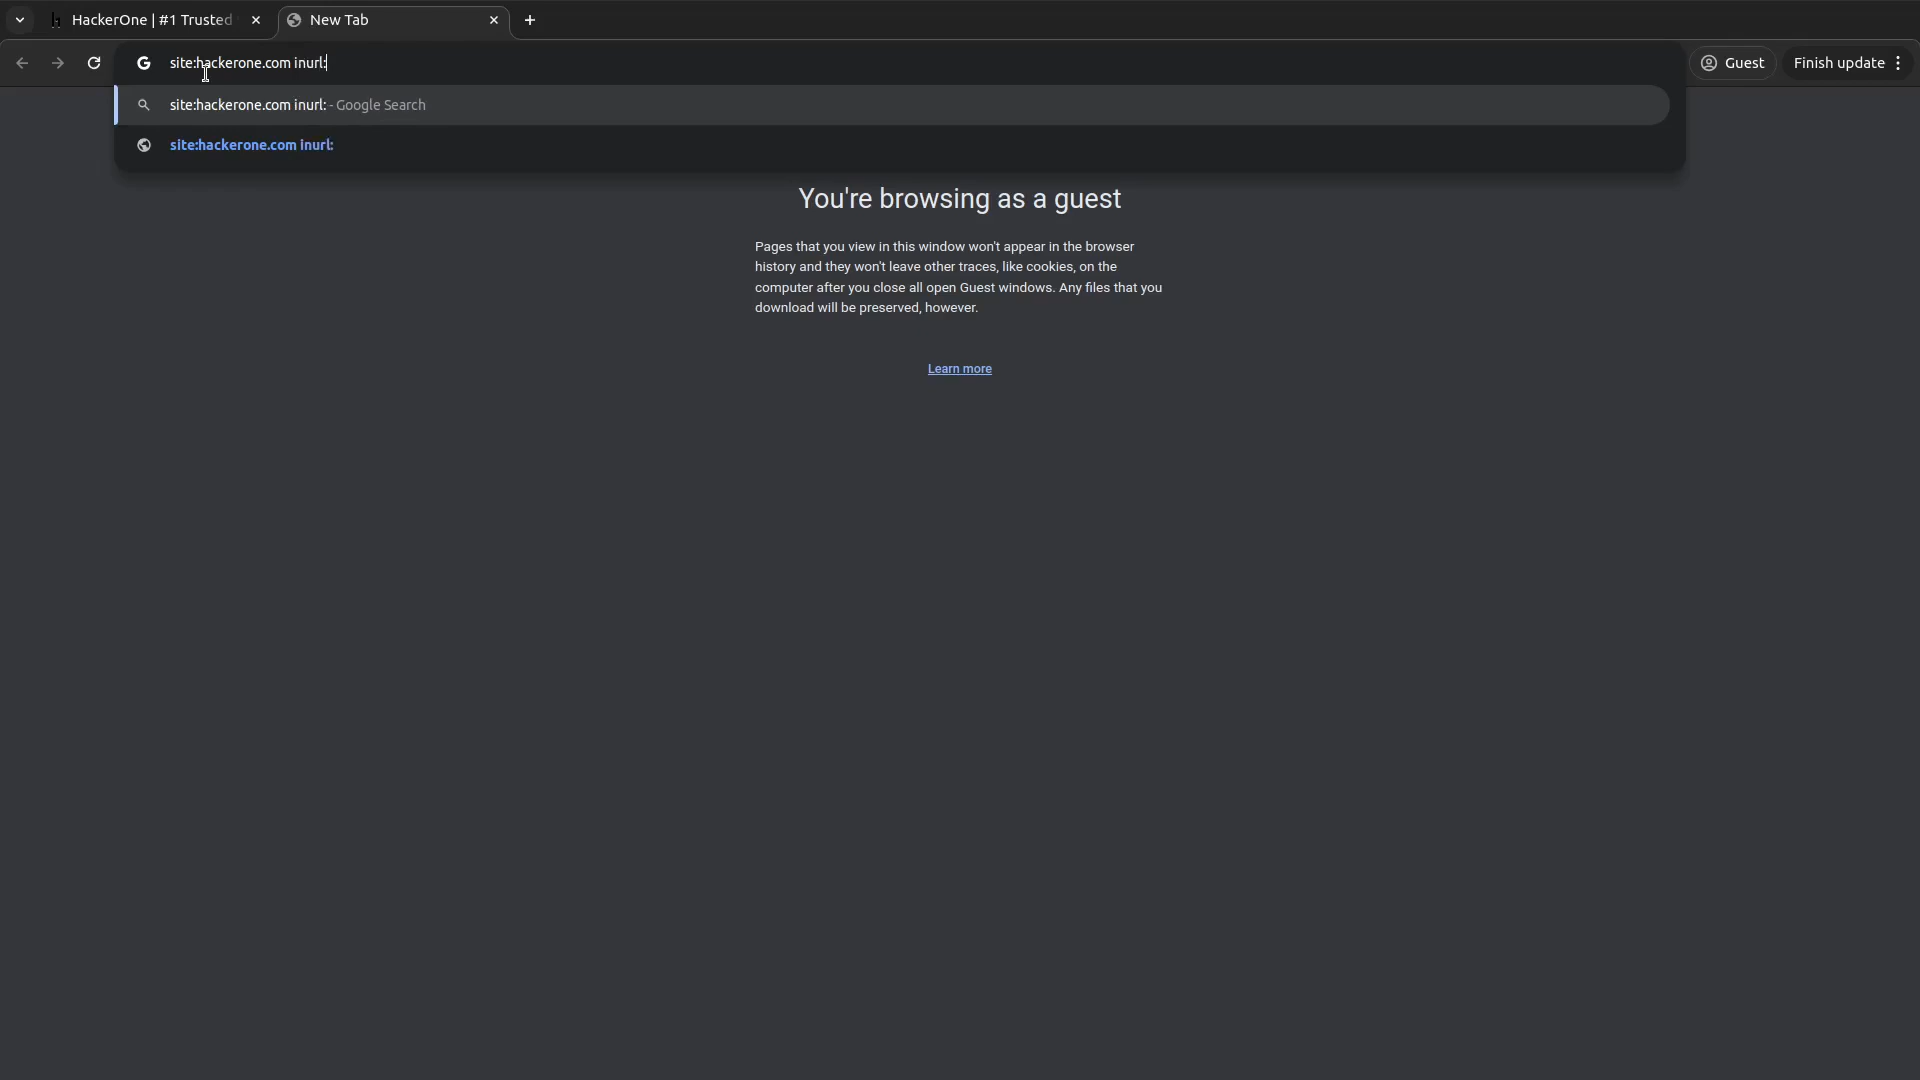 HackerOne | #1 Trusted
New Tab
site:hackerone.com inurl:
Guest
Finish update
site:hackerone.com inurl: - Google Search
site:hackerone.com inurl:
You're browsing as a guest
Pages that you view in this window won't appear in the browser
history and they won't leave other traces, like cookies, on the
computer after you close all open Guest windows. Any files that you
download will be preserved, however.
Learn more